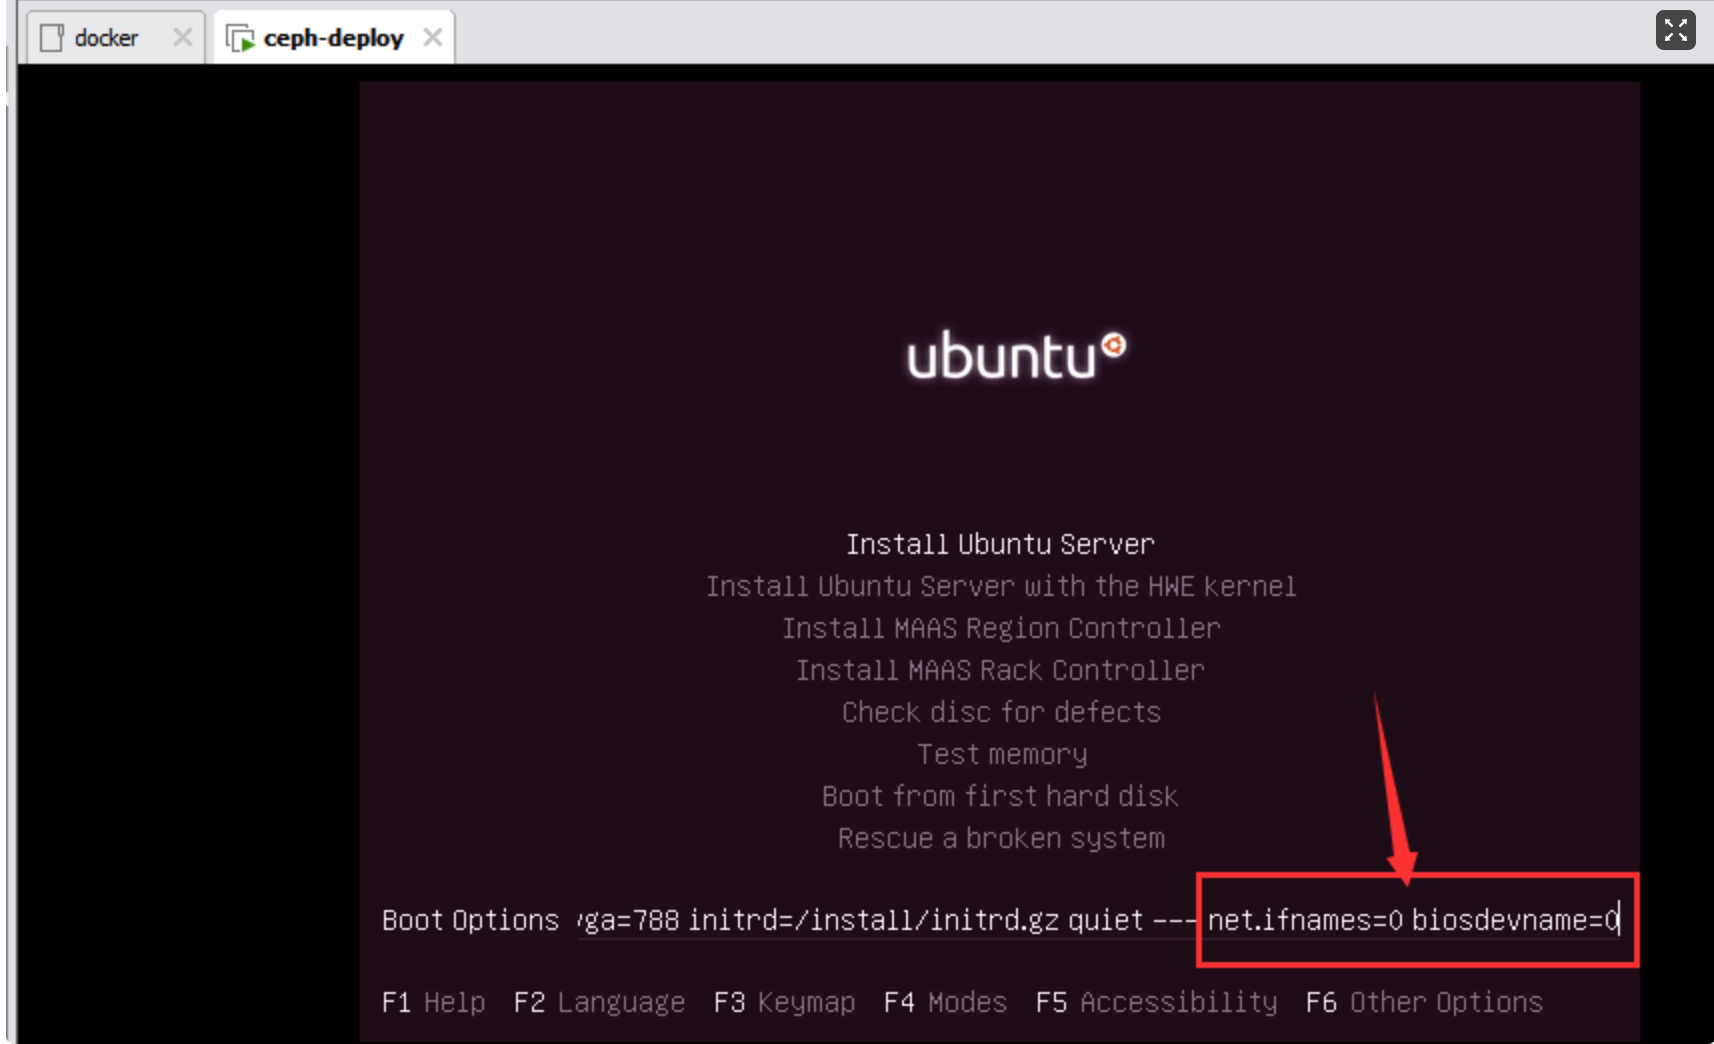 docker
ceph-deploy
ubuntu
Install Ubuntu Server
Install Ubuntu Server with the HWE kernel
Install MAAS Region Controller
Install MAAS Rack Controller
Check disc for defects
Test memory
Boot from first hard disk
Rescue a broken system
Boot Options vga=788 initrd=/install/initrd.gz quiet --- net.ifnames=0 biosdevname=0
F1 Help F2 Language F3 Keymap F4 Modes F5 Accessibility F6 Other Options